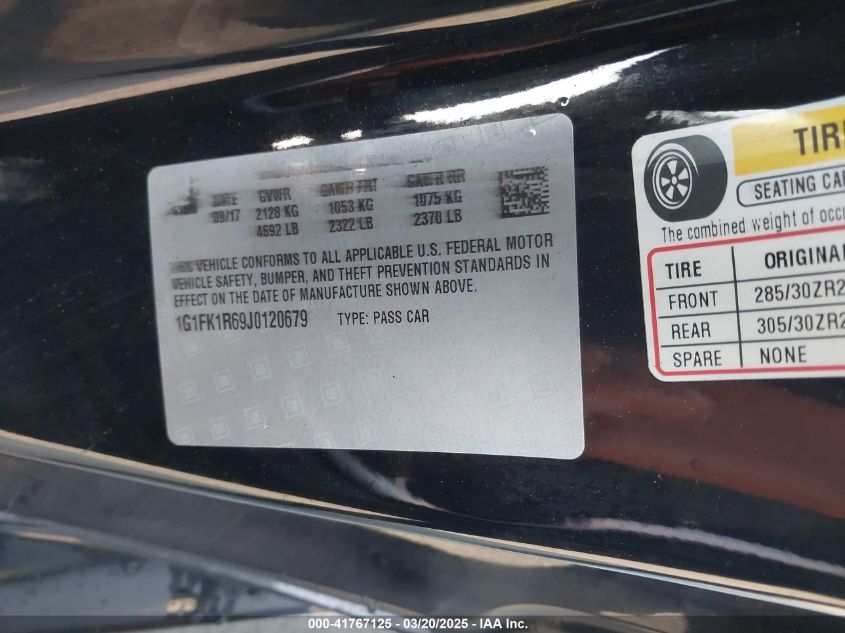 DATE GVWR GAWR FRT GAWR RR
09/17 2128 KG 1053 KG 1075 KG
4692 LB 2322 LB 2370 LB
VEHICLE CONFORMS TO ALL APPLICABLE U.S. FEDERAL MOTOR
VEHICLE SAFETY, BUMPER, AND THEFT PREVENTION STANDARDS IN
EFFECT ON THE DATE OF MANUFACTURE SHOWN ABOVE.
1G1FK1R69J0120679 TYPE: PASS CAR
TIR
SEATING CA
The combined weight of occu
TIRE ORIGINA
FRONT 285/30ZR2
REAR 305/30ZR2
SPARE NONE
000-41767125 - 03/20/2025 - IAA Inc.